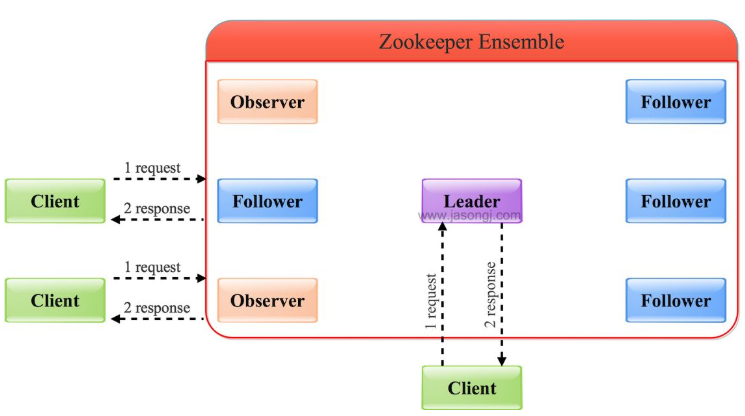 Zookeeper Ensemble
Observer
Follower
1 request
Client
2 response
Follower
Leader
www.jasongj.com
Follower
1 request
Client
2 response
Observer
1 request
2 response
Follower
Client